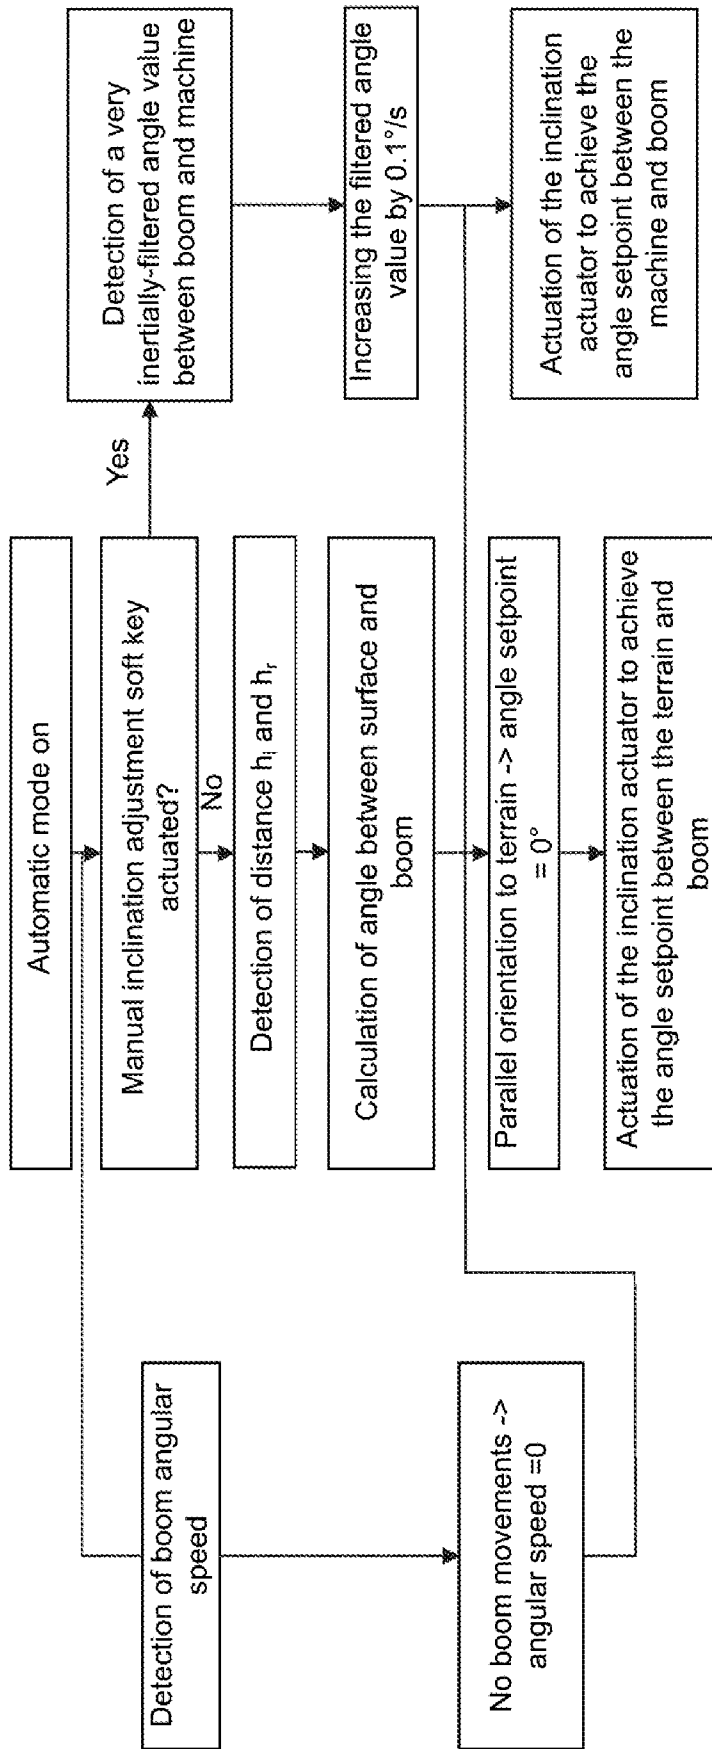 Automatic mode on
Manual inclination adjustment soft key
actuated?
Yes
No
Detection of distance hₗ and hᵣ
Calculation of angle between surface and
boom
Parallel orientation to terrain -> angle setpoint
= 0°
Actuation of the inclination actuator to achieve
the angle setpoint between the terrain and
boom
Detection of boom angular
speed
No boom movements ->
angular speed =0
Detection of a very
inertially-filtered angle value
between boom and machine
Increasing the filtered angle
value by 0.1°/s
Actuation of the inclination
actuator to achieve the
angle setpoint between the
machine and boom